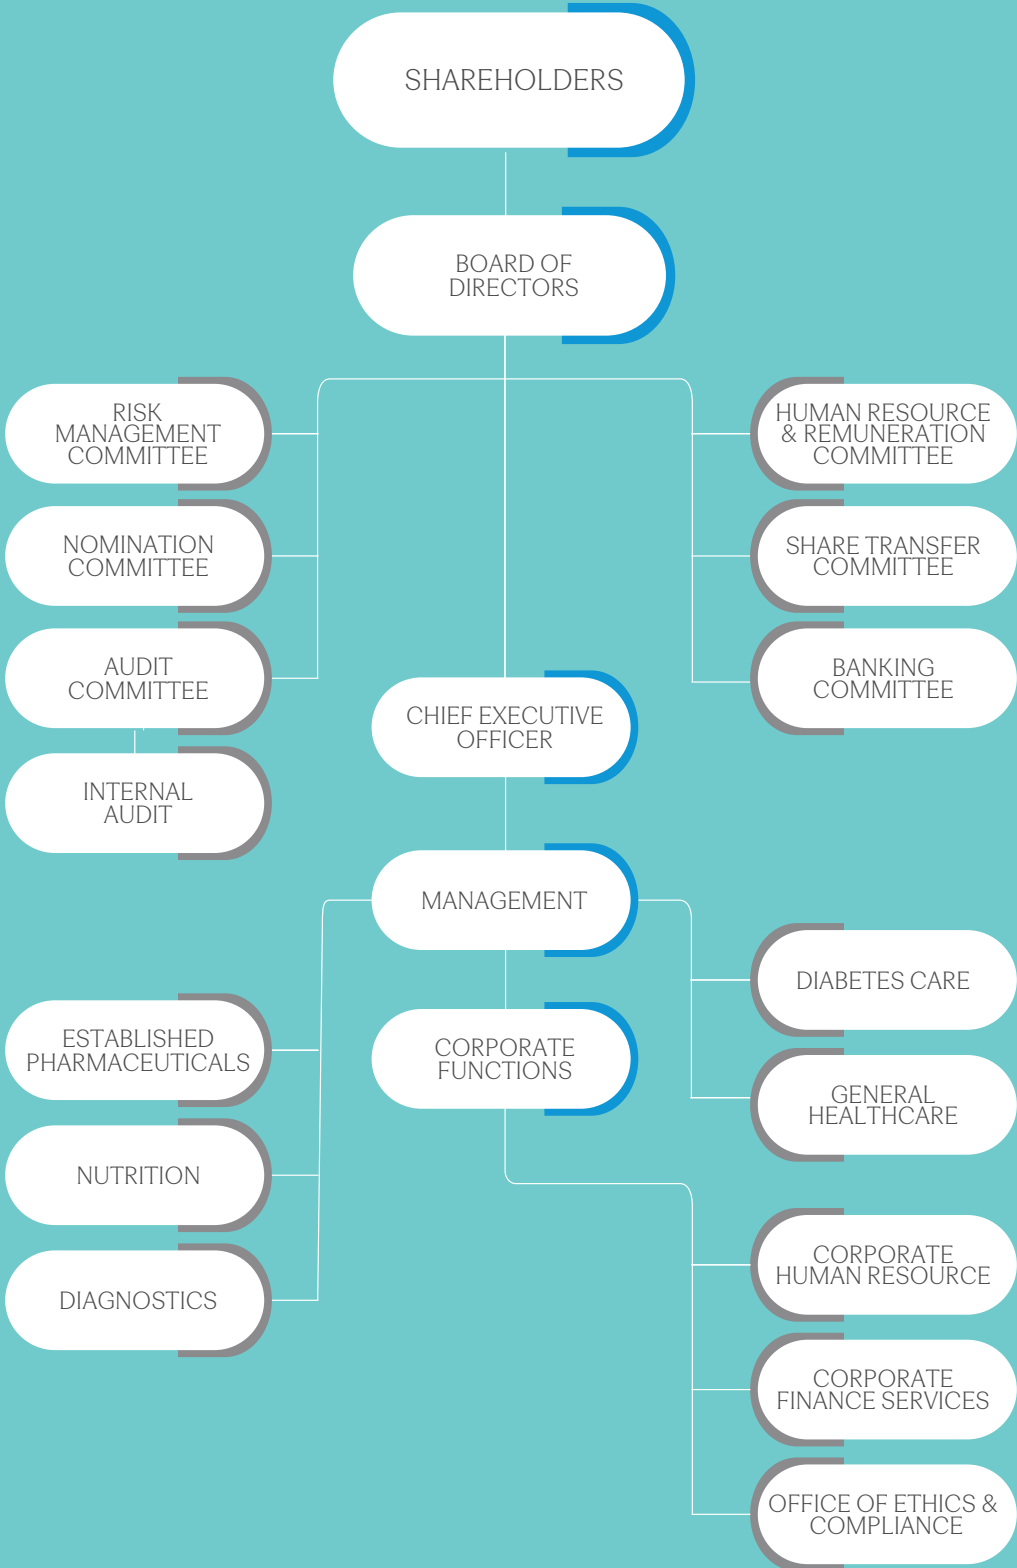 SHAREHOLDERS
BOARD OF
DIRECTORS
RISK
MANAGEMENT
COMMITTEE
HUMAN RESOURCE
& REMUNERATION
COMMITTEE
NOMINATION
COMMITTEE
SHARE TRANSFER
COMMITTEE
AUDIT
COMMITTEE
BANKING
COMMITTEE
CHIEF EXECUTIVE
OFFICER
INTERNAL
AUDIT
MANAGEMENT
DIABETES CARE
ESTABLISHED
PHARMACEUTICALS
CORPORATE
FUNCTIONS
GENERAL
HEALTHCARE
NUTRITION
CORPORATE
HUMAN RESOURCE
DIAGNOSTICS
CORPORATE
FINANCE SERVICES
OFFICE OF ETHICS &
COMPLIANCE